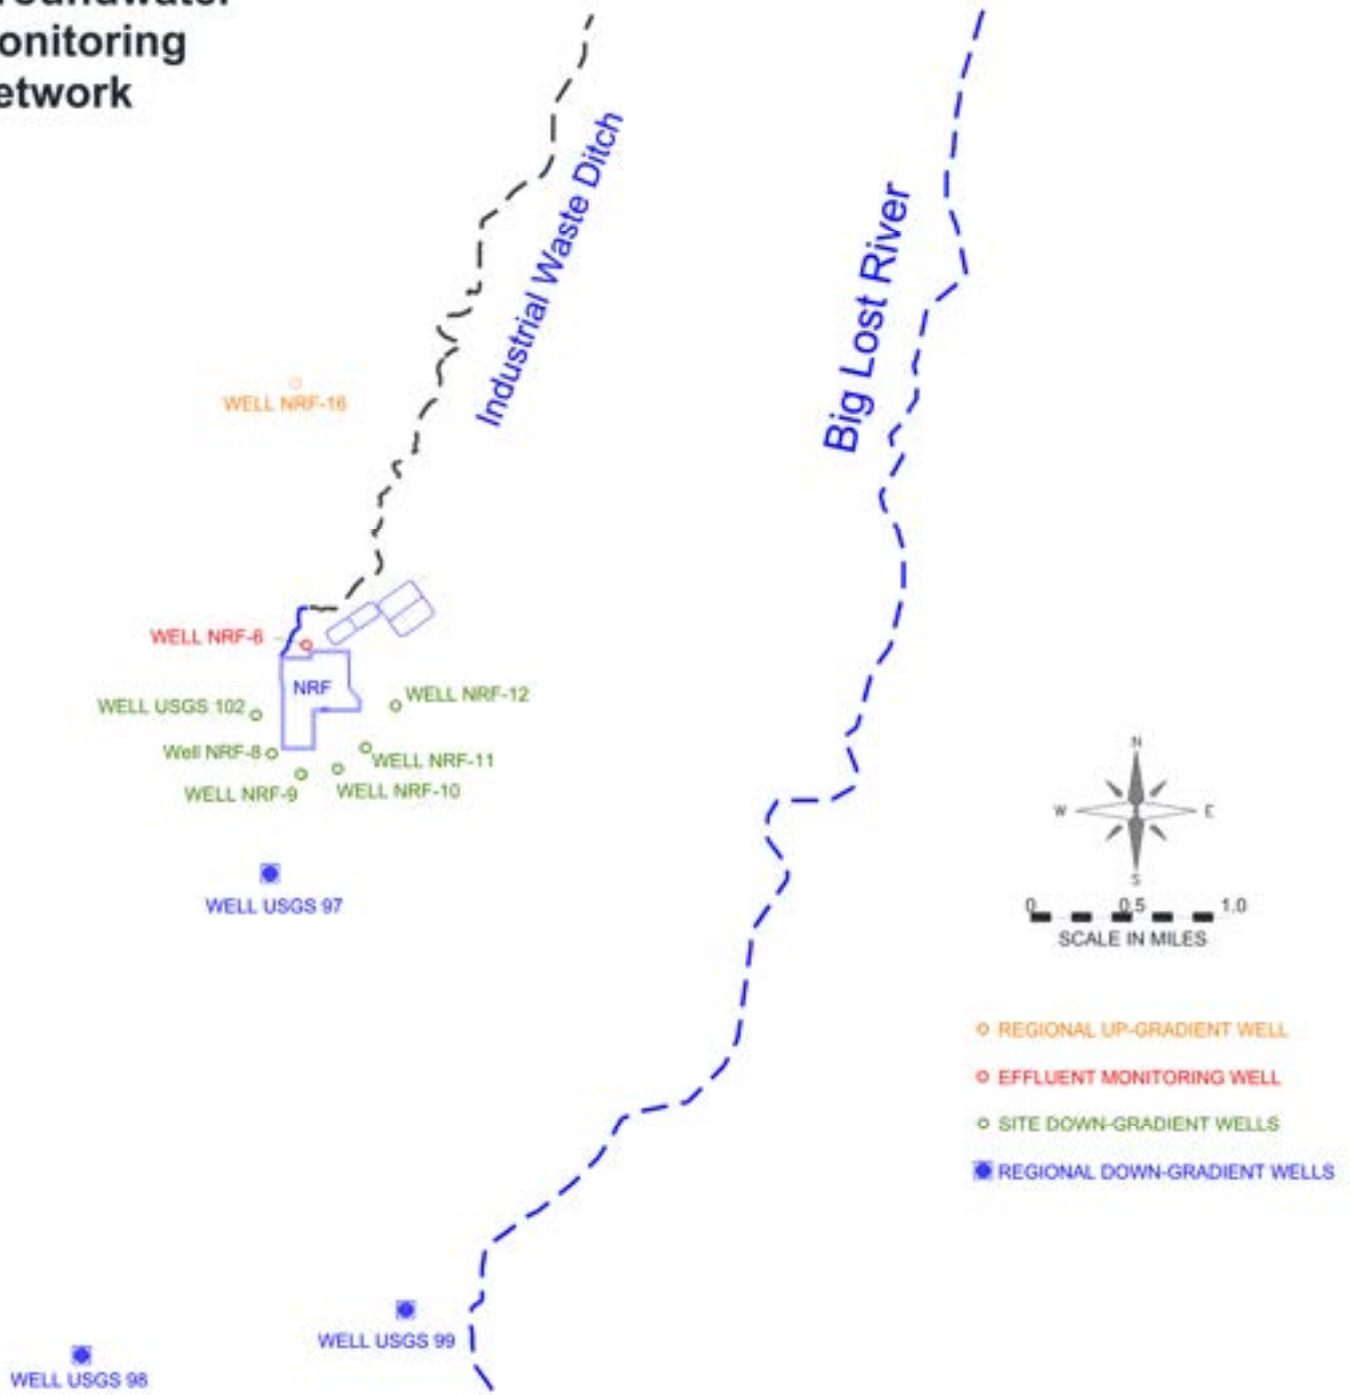 onitoring
etwork
Industrial Waste Ditch
Big Lost River
WELL NRF-16
WELL NRF-6
NRF
WELL NRF-12
WELL USGS 102
Well NRF-8
WELL NRF-11
WELL NRF-9
WELL NRF-10
WELL USGS 97
N
W
E
S
0 0.5 1.0
SCALE IN MILES
REGIONAL UP-GRADIENT WELL
EFFLUENT MONITORING WELL
SITE DOWN-GRADIENT WELLS
REGIONAL DOWN-GRADIENT WELLS
WELL USGS 99
WELL USGS 98